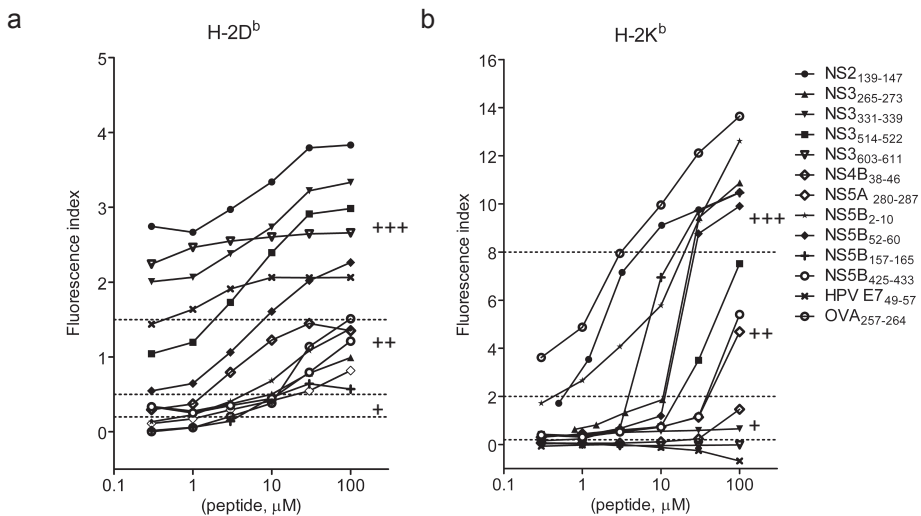 a
H-2Dᵇ
Fluorescence index
5
4
3
2
1
0
+++
++
+
0.1
1
10
100
(peptide, μM)
b
H-2Kᵇ
Fluorescence index
16
14
12
10
8
6
4
2
0
+++
++
+
0.1
1
10
100
(peptide, μM)
NS2₁₃₉₋₁₄₇
NS3₂₆₅₋₂₇₃
NS3₃₃₁₋₃₃₉
NS3₅₁₄₋₅₂₂
NS3₆₀₃₋₆₁₁
NS4B₃₈₋₄₆
NS5A ₂₈₀₋₂₈₇
NS5B₂₋₁₀
NS5B₅₂₋₆₀
NS5B₁₅₇₋₁₆₅
NS5B₄₂₅₋₄₃₃
HPV E7₄₉₋₅₇
OVA₂₅₇₋₂₆₄